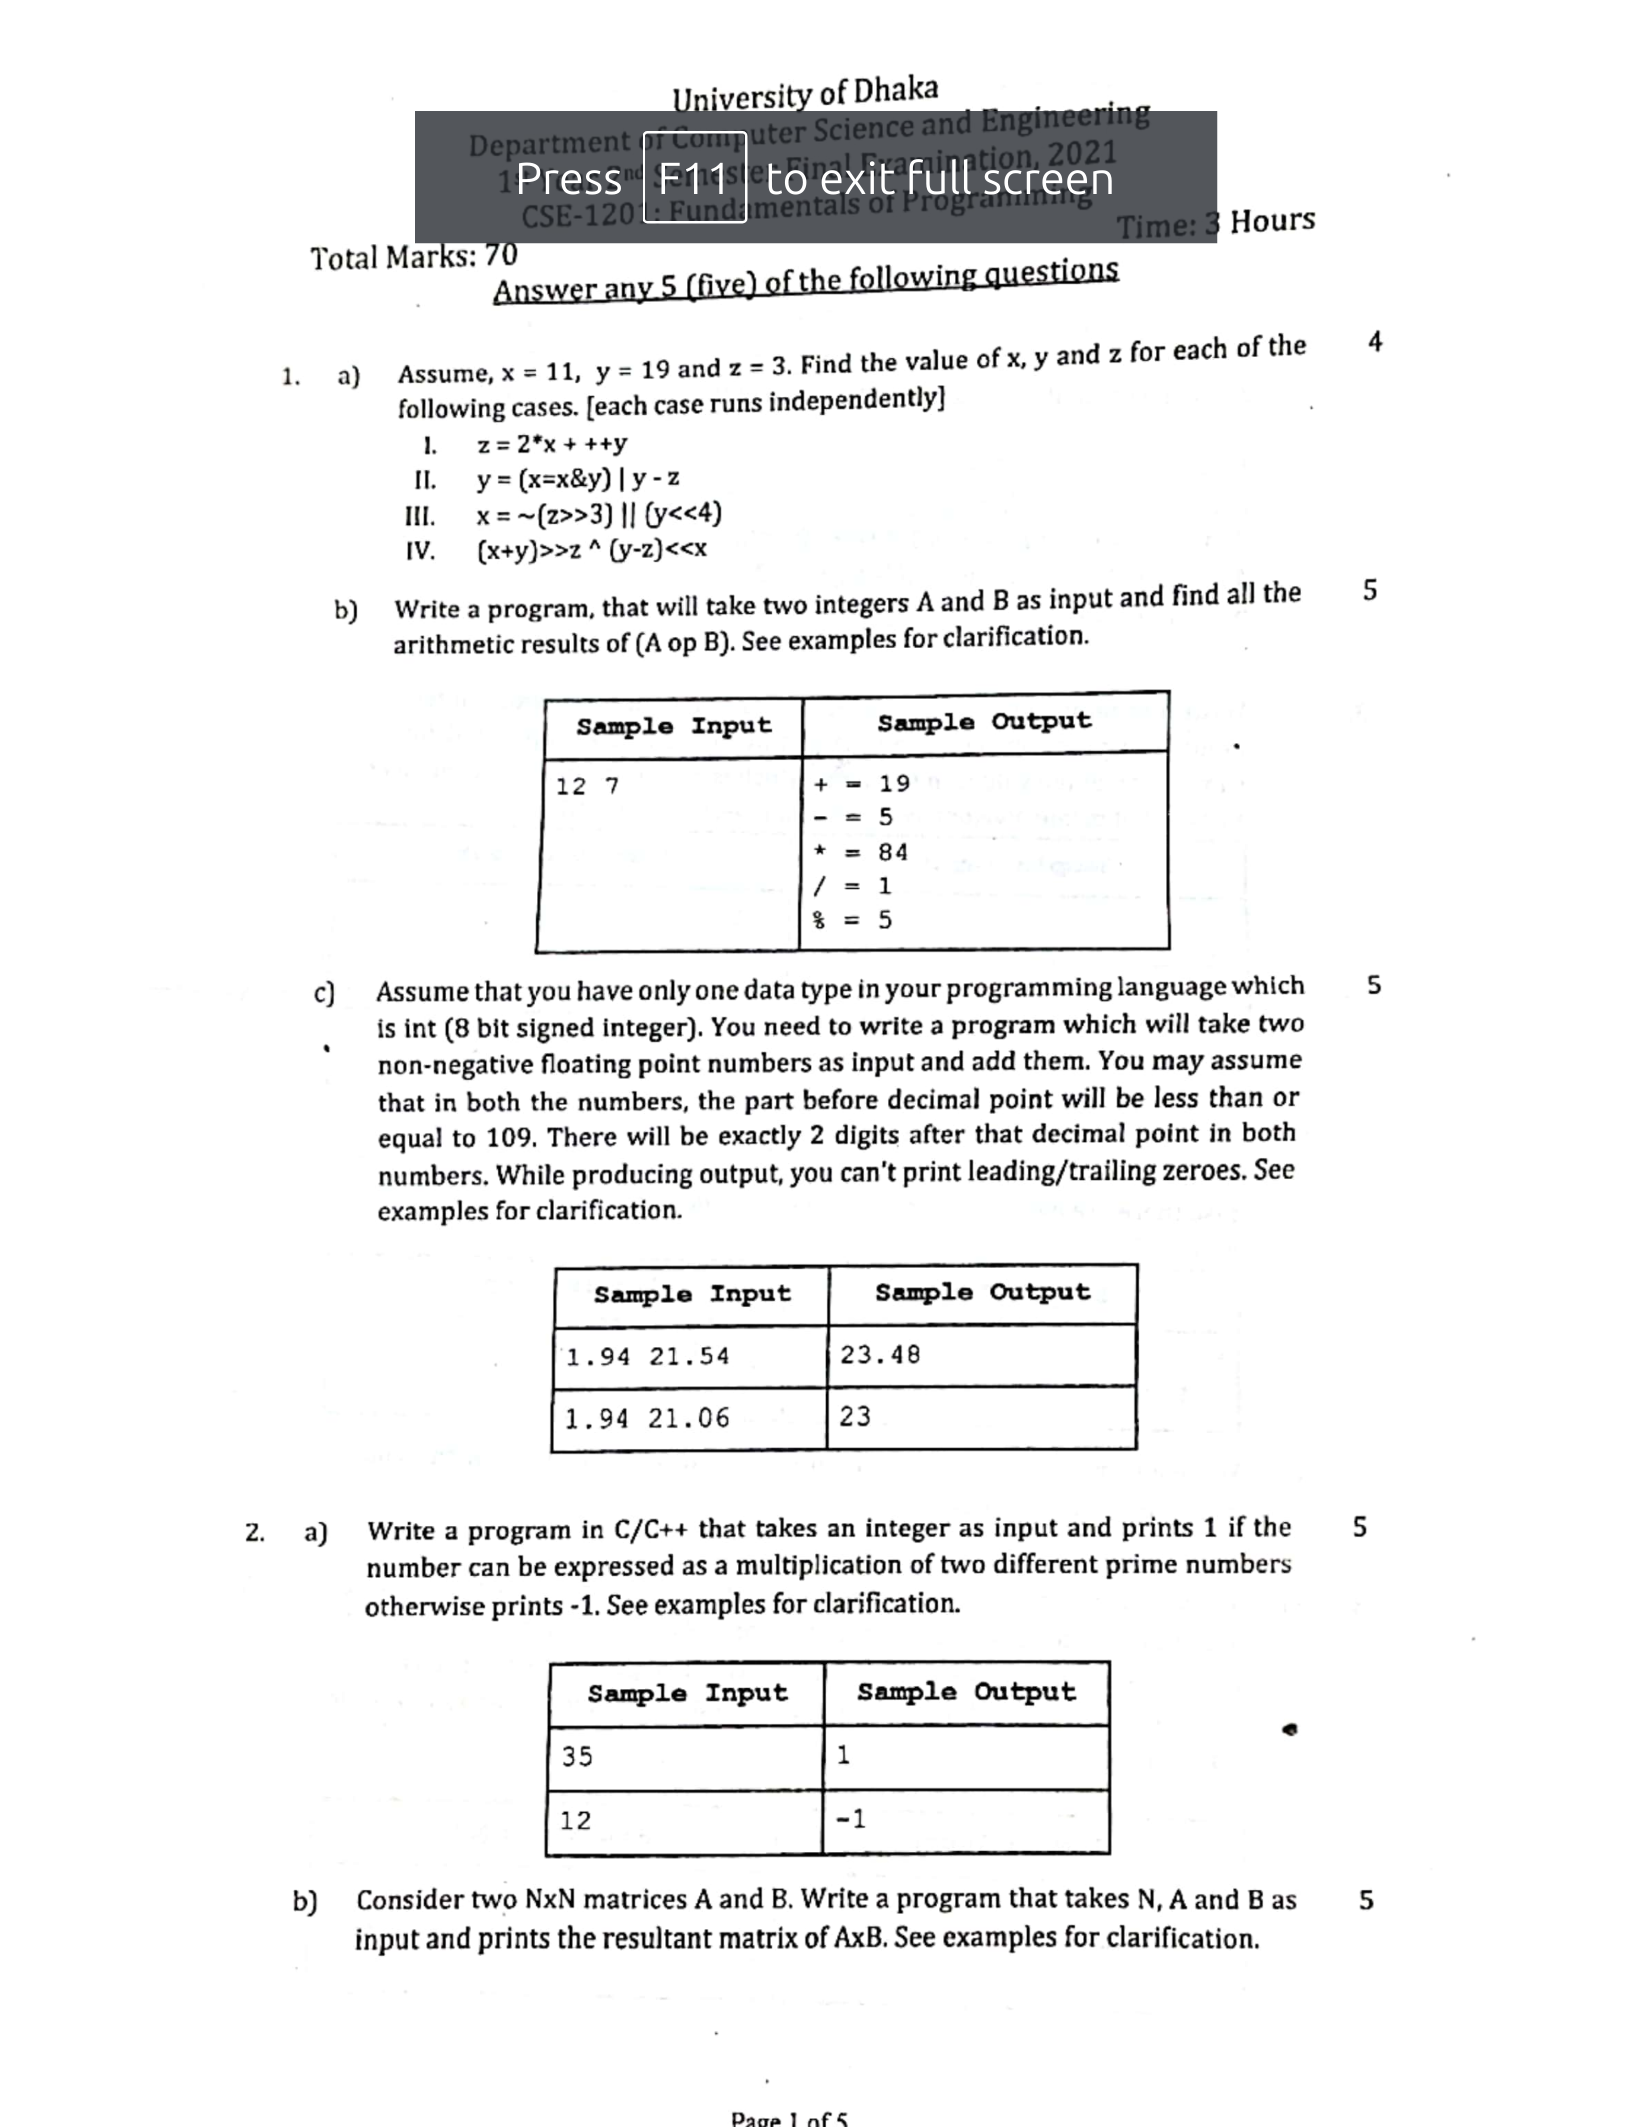 University of Dhaka
Department of Computer Science and Engineering
1st Year 2nd Semester Final Examination, 2021
CSE-1201: Fundamentals of Programming
Press F11 to exit full screen
Total Marks: 70 Time: 3 Hours
Answer any 5 (five) of the following questions
1. a) Assume, x = 11, y = 19 and z = 3. Find the value of x, y and z for each of the 4
following cases. [each case runs independently]
I. z = 2*x + ++y
II. y = (x=x&y) | y - z
III. x = ~(z>>3) || (y<<4)
IV. (x+y)>>z ^ (y-z)<<x
b) Write a program, that will take two integers A and B as input and find all the 5
arithmetic results of (A op B). See examples for clarification.
Sample Input Sample Output
12 7 + = 19
- = 5
* = 84
/ = 1
% = 5
c) Assume that you have only one data type in your programming language which 5
is int (8 bit signed integer). You need to write a program which will take two
non-negative floating point numbers as input and add them. You may assume
that in both the numbers, the part before decimal point will be less than or
equal to 109. There will be exactly 2 digits after that decimal point in both
numbers. While producing output, you can't print leading/trailing zeroes. See
examples for clarification.
Sample Input Sample Output
1.94 21.54 23.48
1.94 21.06 23
2. a) Write a program in C/C++ that takes an integer as input and prints 1 if the 5
number can be expressed as a multiplication of two different prime numbers
otherwise prints -1. See examples for clarification.
Sample Input Sample Output
35 1
12 -1
b) Consider two NxN matrices A and B. Write a program that takes N, A and B as 5
input and prints the resultant matrix of AxB. See examples for clarification.
Page 1 of 5